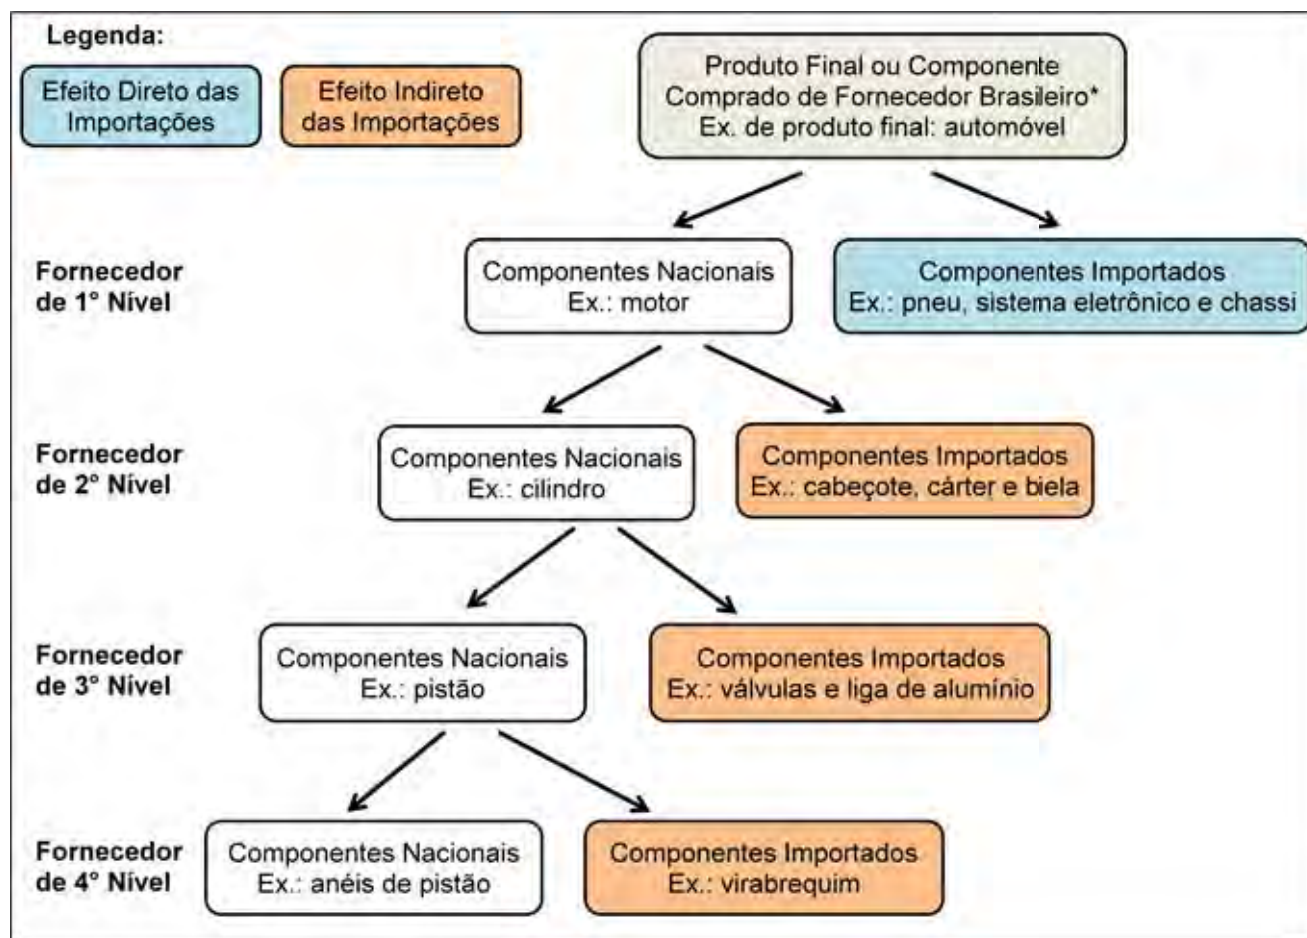 Legenda:
Efeito Direto das
Importações
Efeito Indireto
das Importações
Produto Final ou Componente
Comprado de Fornecedor Brasileiro*
Ex. de produto final: automóvel
Fornecedor
de 1° Nível
Componentes Nacionais
Ex.: motor
Componentes Importados
Ex.: pneu, sistema eletrônico e chassi
Fornecedor
de 2° Nível
Componentes Nacionais
Ex.: cilindro
Componentes Importados
Ex.: cabeçote, cárter e biela
Fornecedor
de 3° Nível
Componentes Nacionais
Ex.: pistão
Componentes Importados
Ex.: válvulas e liga de alumínio
Fornecedor
de 4° Nível
Componentes Nacionais
Ex.: anéis de pistão
Componentes Importados
Ex.: virabrequim